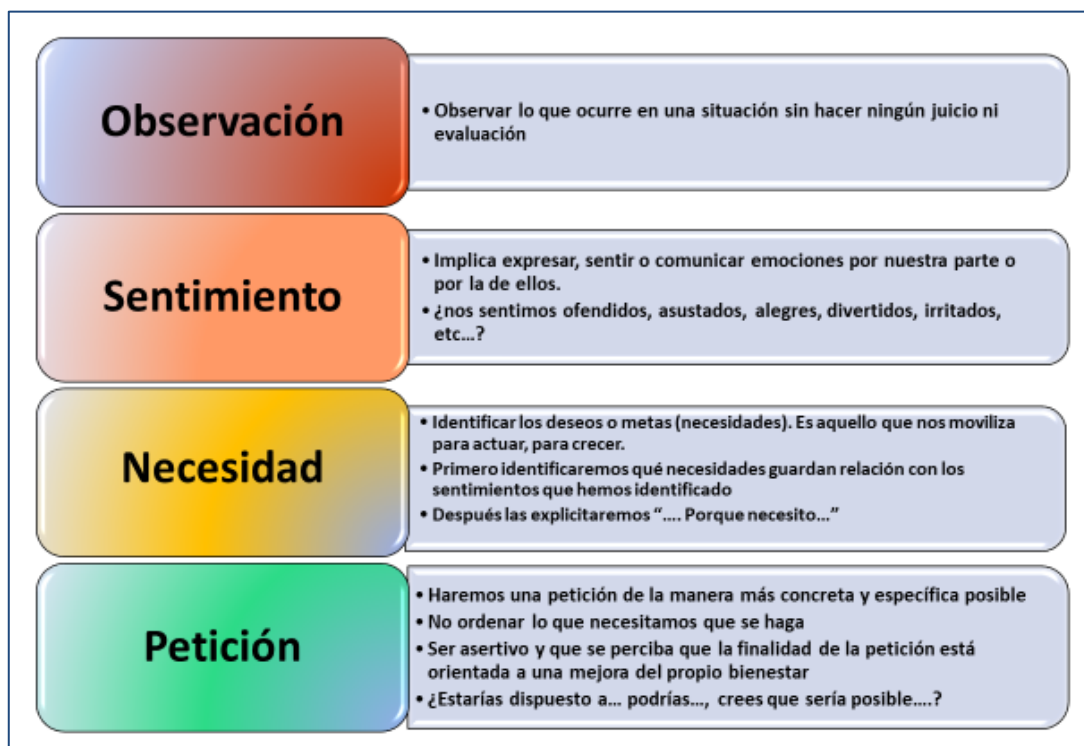 Observación
• Observar lo que ocurre en una situación sin hacer ningún juicio ni
evaluación
Sentimiento
• Implica expresar, sentir o comunicar emociones por nuestra parte o
por la de ellos.
• ¿nos sentimos ofendidos, asustados, alegres, divertidos, irritados,
etc...?
Necesidad
• Identificar los deseos o metas (necesidades). Es aquello que nos moviliza
para actuar, para crecer.
• Primero identificaremos qué necesidades guardan relación con los
sentimientos que hemos identificado
• Después las explicitaremos “.... Porque necesito...”
Petición
• Haremos una petición de la manera más concreta y específica posible
• No ordenar lo que necesitamos que se haga
• Ser asertivo y que se perciba que la finalidad de la petición está
orientada a una mejora del propio bienestar
• ¿Estarías dispuesto a... podrías..., crees que sería posible....?